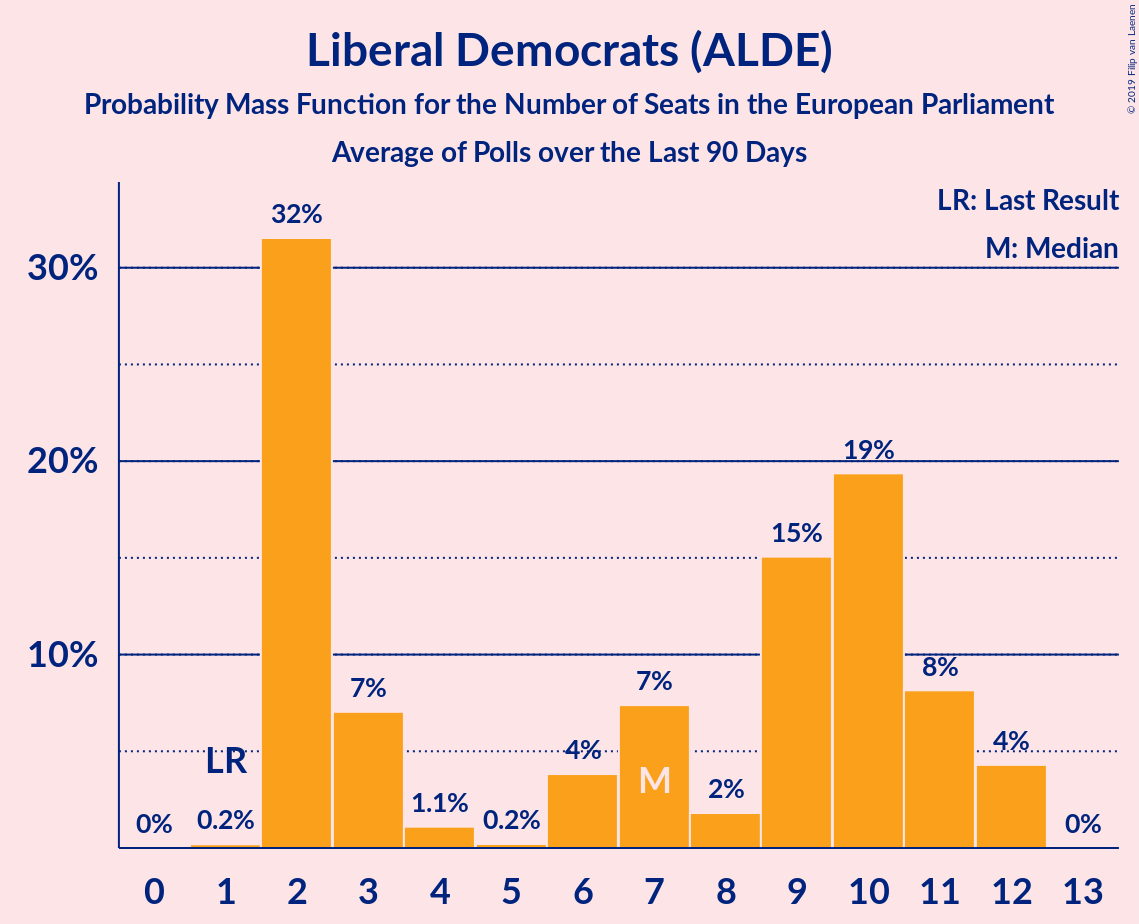 Liberal Democrats (ALDE)
Probability Mass Function for the Number of Seats in the European Parliament
Average of Polls over the Last 90 Days
© 2019 Filip van Laenen
LR: Last Result
M: Median
30%
20%
10%
0%
0.2%
LR
32%
7%
1.1%
0.2%
4%
7%
M
2%
15%
19%
8%
4%
0%
0 1 2 3 4 5 6 7 8 9 10 11 12 13